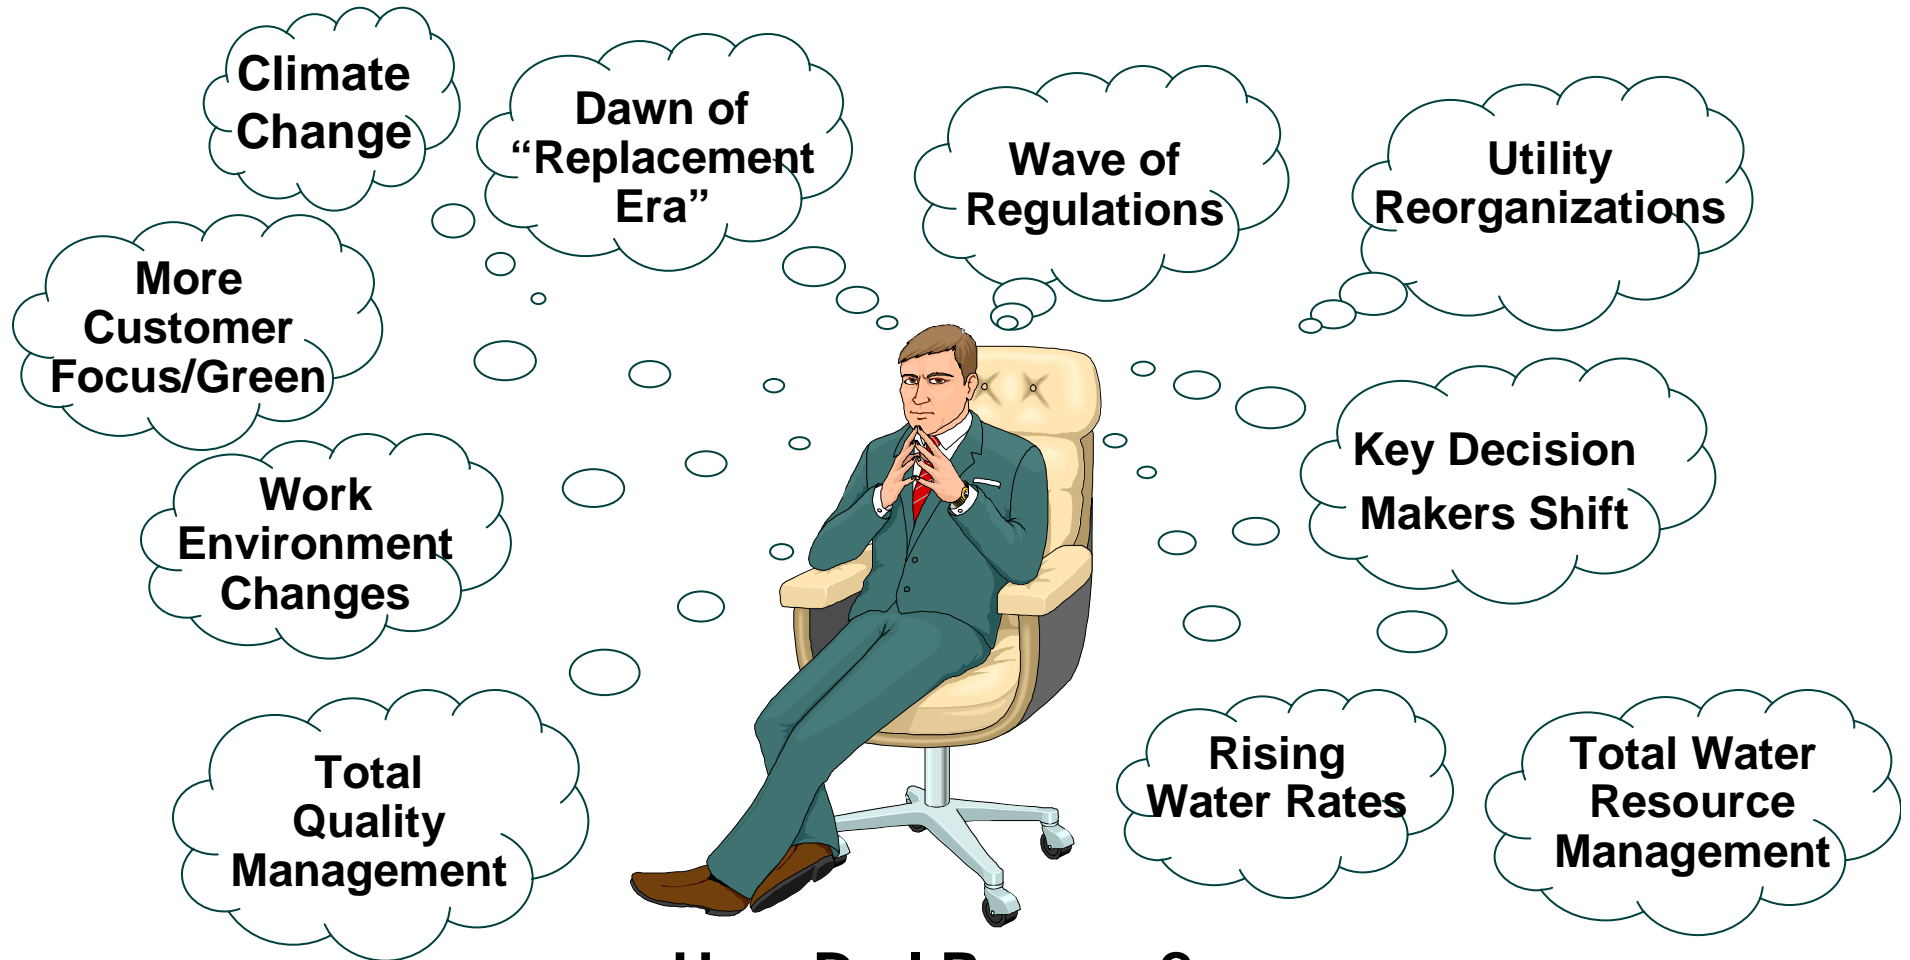 Climate
Change
Dawn of
“Replacement
Era”
Wave of
Regulations
Utility
Reorganizations
More
Customer
Focus/Green
Key Decision
Makers Shift
Work
Environment
Changes
Total
Quality
Management
Rising
Water Rates
Total Water
Resource
Management